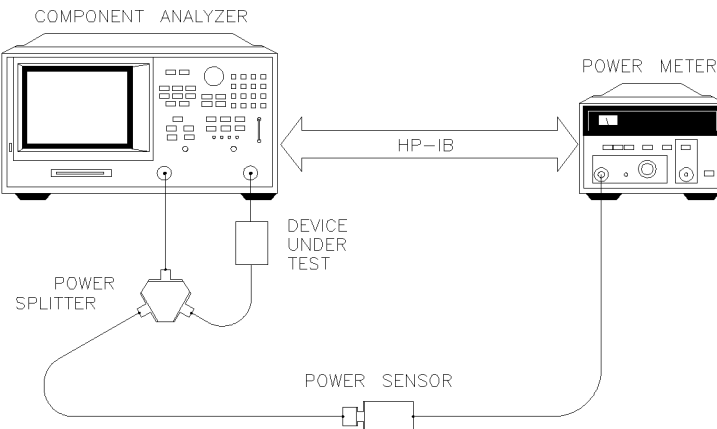 COMPONENT ANALYZER
POWER METER
HP-IB
DEVICE
UNDER
TEST
POWER
SPLITTER
POWER SENSOR